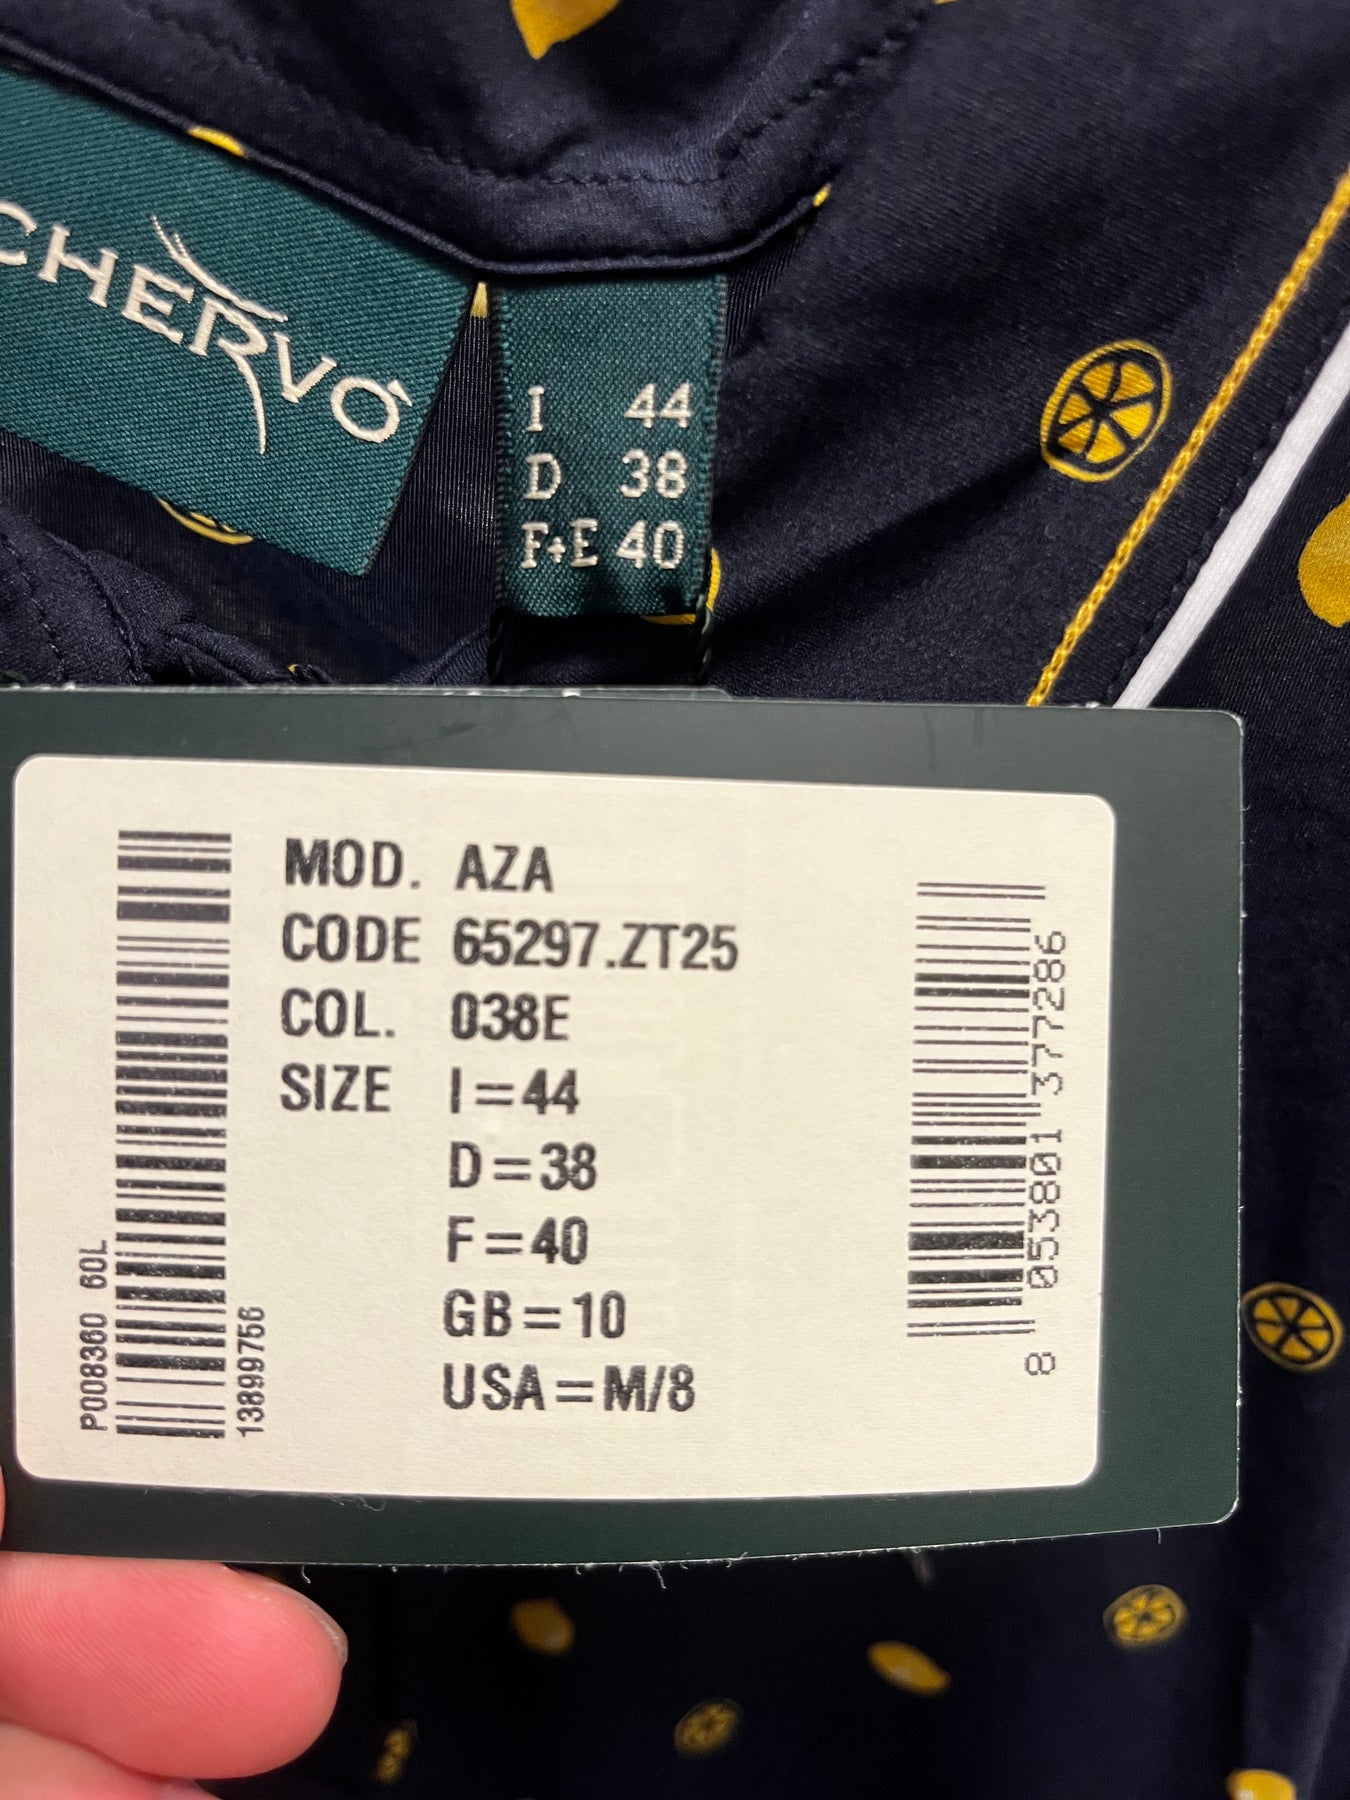 CHERVÒ
I 44
D 38
F+E 40
MOD. AZA
CODE 65297.ZT25
COL. 038E
SIZE I=44
D=38
F=40
GB=10
USA=M/8
P008360 60L
13899756
8 053801 377286